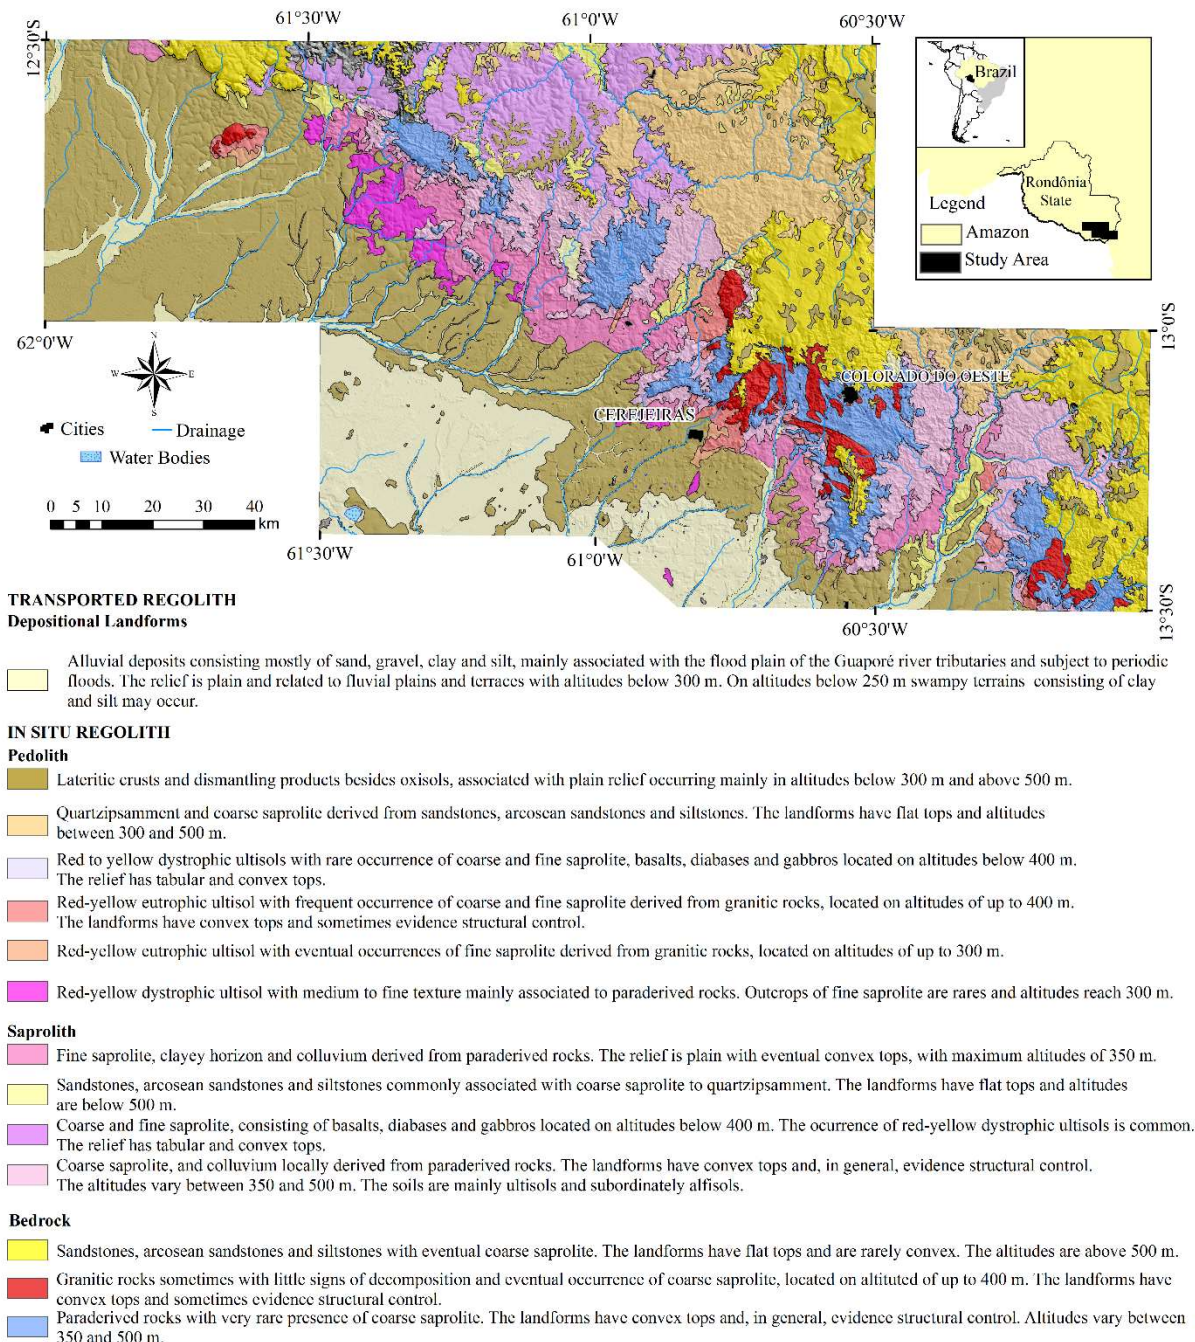 61°30'W
61°0'W
60°30'W
12°30'S
Brazil
Rondônia
State
Legend
Amazon
Study Area
62°0'W
13°0'S
N
W
E
S
COLORADO DO OESTE
CEREJEIRAS
Cities
Drainage
Water Bodies
0 5 10 20 30 40
km
61°30'W
61°0'W
60°30'W
13°30'S
TRANSPORTED REGOLITH
Depositional Landforms
Alluvial deposits consisting mostly of sand, gravel, clay and silt, mainly associated with the flood plain of the Guaporé river tributaries and subject to periodic
floods. The relief is plain and related to fluvial plains and terraces with altitudes below 300 m. On altitudes below 250 m swampy terrains consisting of clay
and silt may occur.
IN SITU REGOLITH
Pedolith
Lateritic crusts and dismantling products besides oxisols, associated with plain relief occurring mainly in altitudes below 300 m and above 500 m.
Quartzipsamment and coarse saprolite derived from sandstones, arcosean sandstones and siltstones. The landforms have flat tops and altitudes
between 300 and 500 m.
Red to yellow dystrophic ultisols with rare occurrence of coarse and fine saprolite, basalts, diabases and gabbros located on altitudes below 400 m.
The relief has tabular and convex tops.
Red-yellow eutrophic ultisol with frequent occurrence of coarse and fine saprolite derived from granitic rocks, located on altitudes of up to 400 m.
The landforms have convex tops and sometimes evidence structural control.
Red-yellow eutrophic ultisol with eventual occurrences of fine saprolite derived from granitic rocks, located on altitudes of up to 300 m.
Red-yellow dystrophic ultisol with medium to fine texture mainly associated to paraderived rocks. Outcrops of fine saprolite are rares and altitudes reach 300 m.
Saprolith
Fine saprolite, clayey horizon and colluvium derived from paraderived rocks. The relief is plain with eventual convex tops, with maximum altitudes of 350 m.
Sandstones, arcosean sandstones and siltstones commonly associated with coarse saprolite to quartzipsamment. The landforms have flat tops and altitudes
are below 500 m.
Coarse and fine saprolite, consisting of basalts, diabases and gabbros located on altitudes below 400 m. The ocurrence of red-yellow dystrophic ultisols is common.
The relief has tabular and convex tops.
Coarse saprolite, and colluvium locally derived from paraderived rocks. The landforms have convex tops and, in general, evidence structural control.
The altitudes vary between 350 and 500 m. The soils are mainly ultisols and subordinately alfisols.
Bedrock
Sandstones, arcosean sandstones and siltstones with eventual coarse saprolite. The landforms have flat tops and are rarely convex. The altitudes are above 500 m.
Granitic rocks sometimes with little signs of decomposition and eventual occurrence of coarse saprolite, located on altituted of up to 400 m. The landforms have
convex tops and sometimes evidence structural control.
Paraderived rocks with very rare presence of coarse saprolite. The landforms have convex tops and, in general, evidence structural control. Altitudes vary between
350 and 500 m.